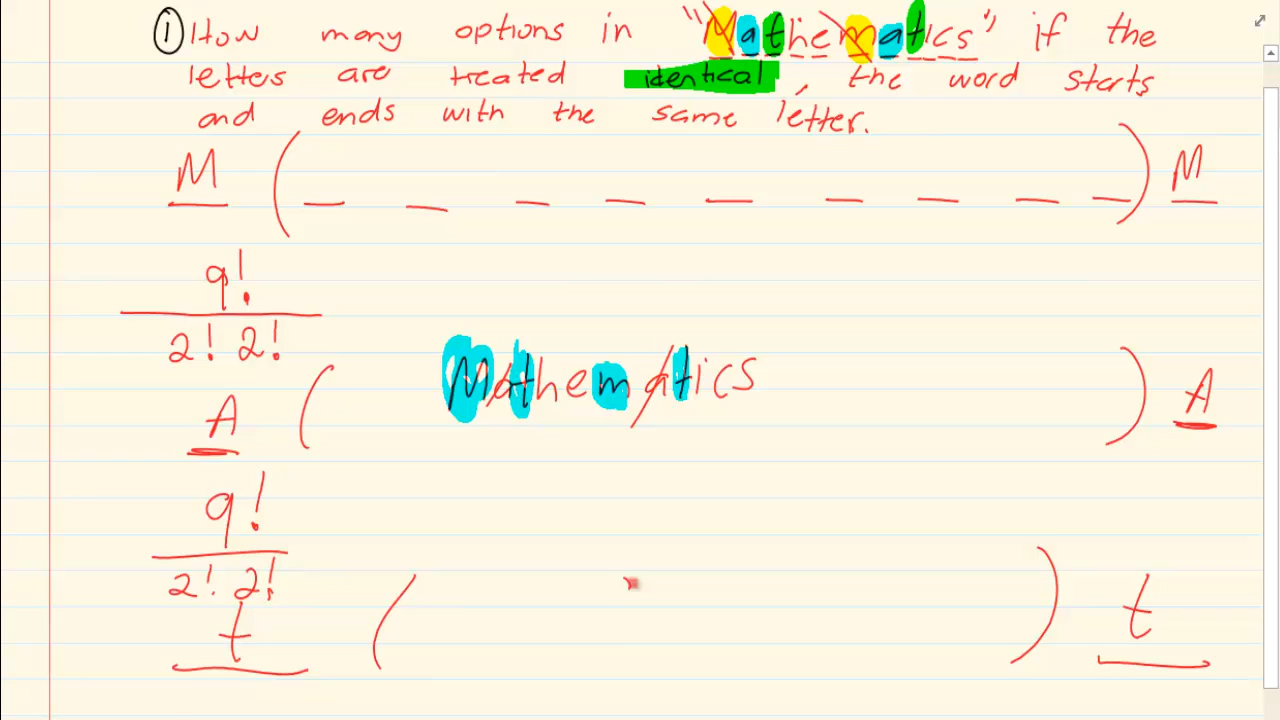 ① How many options in "Mathematics" if the
letters are treated identical, the word starts
and ends with the same letter.
M ( _ _ _ _ _ _ _ _ _ ) M
9!
2! 2!
Mathematics
A ( ) A
9!
2! 2!
t ( ) t